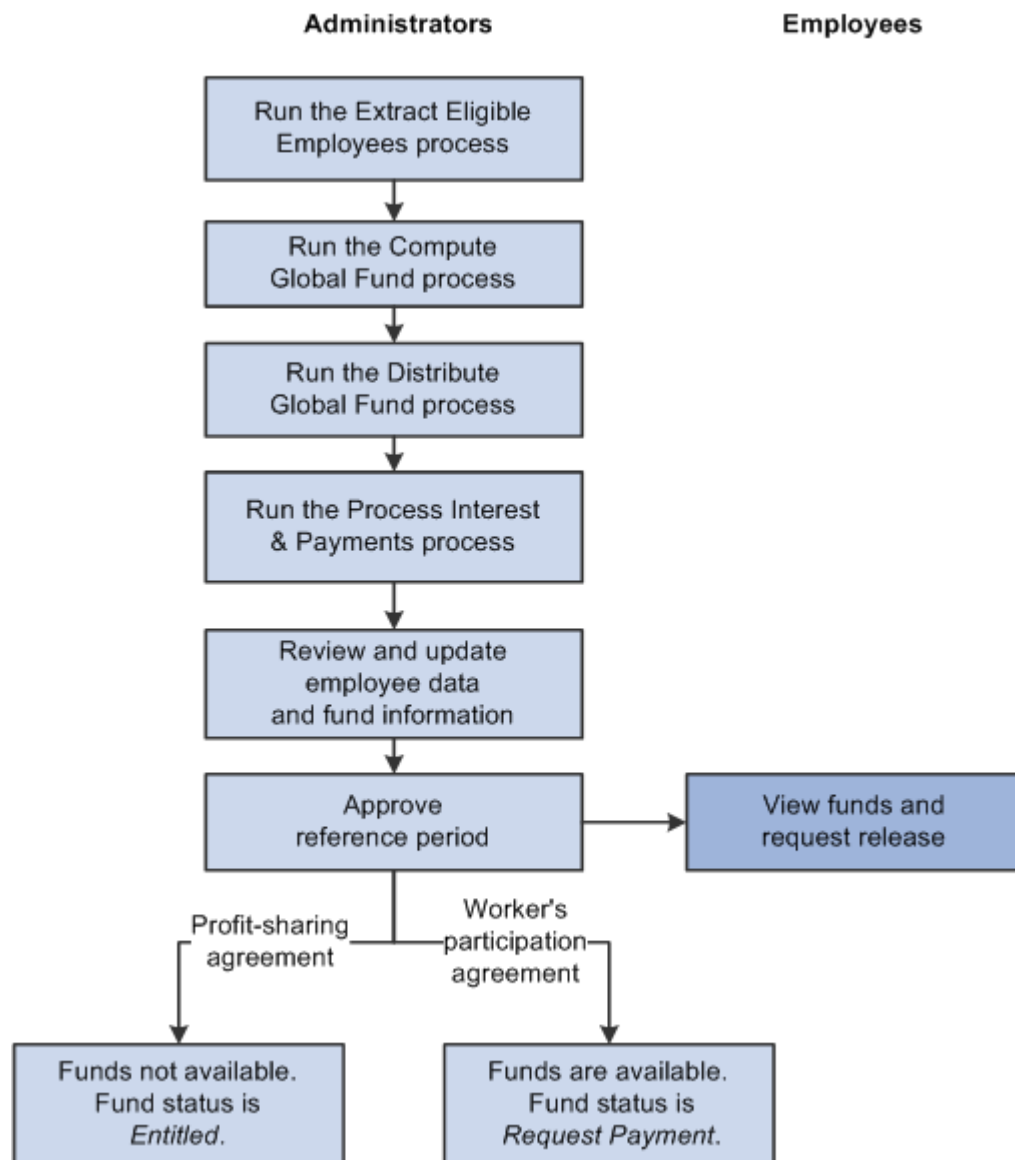 Administrators
Employees
Run the Extract Eligible
Employees process
Run the Compute
Global Fund process
Run the Distribute
Global Fund process
Run the Process Interest
& Payments process
Review and update
employee data
and fund information
Approve
reference period
View funds and
request release
Profit-sharing
agreement
Worker's
participation
agreement
Funds not available.
Fund status is
Entitled.
Funds are available.
Fund status is
Request Payment.